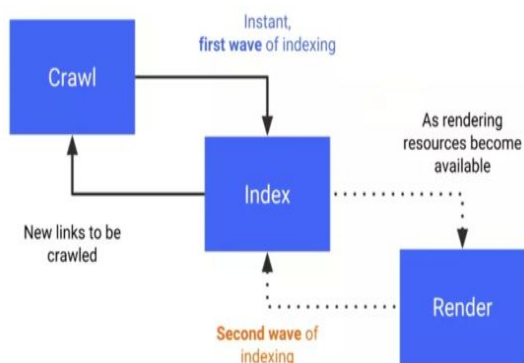 Instant,
first wave of indexing
Crawl
As rendering
resources become
available
Index
New links to be
crawled
Render
Second wave of
indexing